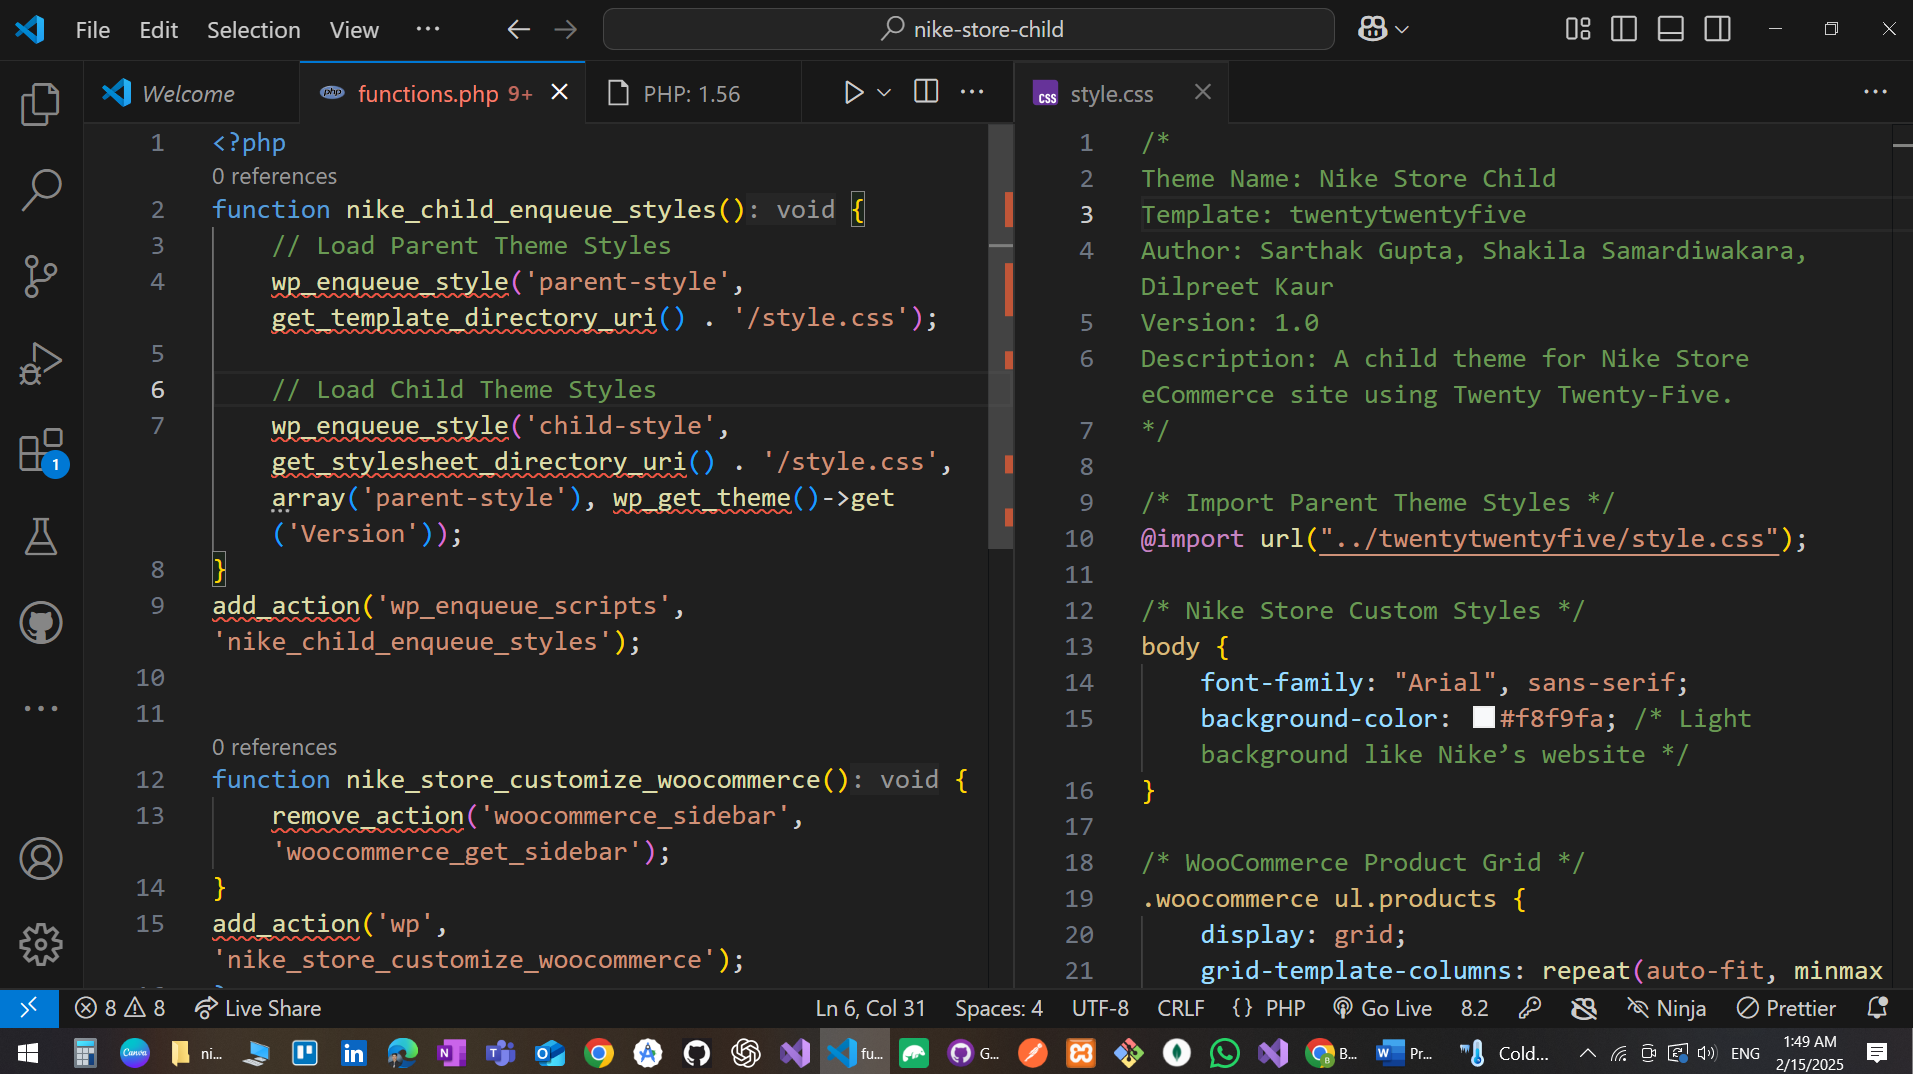 File Edit Selection View ··· nike-store-child
Welcome
php functions.php 9+
PHP: 1.56
1 <?php
0 references
2 function nike_child_enqueue_styles(): void {
3 // Load Parent Theme Styles
4 wp_enqueue_style('parent-style',
get_template_directory_uri() . '/style.css');
5
6 // Load Child Theme Styles
7 wp_enqueue_style('child-style',
get_stylesheet_directory_uri() . '/style.css',
array('parent-style'), wp_get_theme()->get
('Version'));
8 }
9 add_action('wp_enqueue_scripts',
'nike_child_enqueue_styles');
10
11
0 references
12 function nike_store_customize_woocommerce(): void {
13 remove_action('woocommerce_sidebar',
'woocommerce_get_sidebar');
14 }
15 add_action('wp',
'nike_store_customize_woocommerce');
CSS style.css
1 /*
2 Theme Name: Nike Store Child
3 Template: twentytwentyfive
4 Author: Sarthak Gupta, Shakila Samardiwakara,
Dilpreet Kaur
5 Version: 1.0
6 Description: A child theme for Nike Store
eCommerce site using Twenty Twenty-Five.
7 */
8
9 /* Import Parent Theme Styles */
10 @import url("../twentytwentyfive/style.css");
11
12 /* Nike Store Custom Styles */
13 body {
14 font-family: "Arial", sans-serif;
15 background-color: #f8f9fa; /* Light
background like Nike’s website */
16 }
17
18 /* WooCommerce Product Grid */
19 .woocommerce ul.products {
20 display: grid;
21 grid-template-columns: repeat(auto-fit, minmax
1
8 8 Live Share Ln 6, Col 31 Spaces: 4 UTF-8 CRLF {} PHP Go Live 8.2 Ninja Prettier
Canva ni... fu... G... B... Pr... Cold... ENG 1:49 AM
2/15/2025